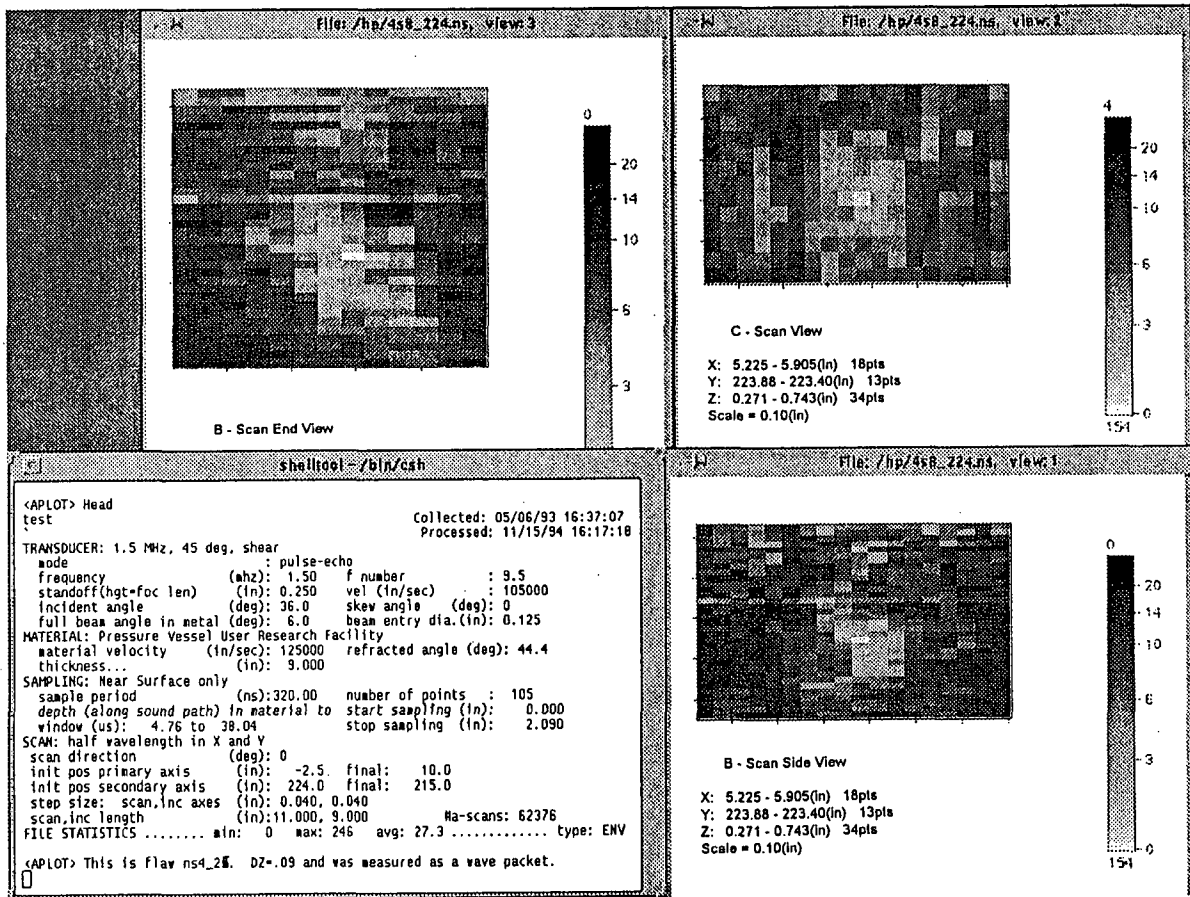 File: /hp/4s8_224.ns, view:3
0
20
14
10
6
3
B - Scan End View
File: /hp/4s8_224.ns, view:2
4
20
14
10
6
3
0
154
C - Scan View
X: 5.225 - 5.905(in) 18pts
Y: 223.88 - 223.40(in) 13pts
Z: 0.271 - 0.743(in) 34pts
Scale = 0.10(in)
shelltool - /bin/csh
<APLOT> Head
test Collected: 05/06/93 16:37:07
Processed: 11/15/94 16:17:18
TRANSDUCER: 1.5 MHz, 45 deg, shear
mode : pulse-echo
frequency (mhz): 1.50 f number : 9.5
standoff(hgt=foc len) (in): 0.250 vel (in/sec) : 105000
incident angle (deg): 36.0 skew angle (deg): 0
full beam angle in metal (deg): 6.0 beam entry dia.(in): 0.125
MATERIAL: Pressure Vessel User Research Facility
material velocity (in/sec): 125000 refracted angle (deg): 44.4
thickness... (in): 9.000
SAMPLING: Near Surface only
sample period (ns):320.00 number of points : 105
depth (along sound path) in material to start sampling (in): 0.000
window (us): 4.76 to 38.04 stop sampling (in): 2.090
SCAN: half wavelength in X and Y
scan direction (deg): 0
init pos primary axis (in): -2.5. final: 10.0
init pos secondary axis (in): 224.0 final: 215.0
step size: scan,inc axes (in): 0.040, 0.040
scan,inc length (in):11.000, 9.000 #a-scans: 62376
FILE STATISTICS ........ min: 0 max: 246 avg: 27.3 ............. type: ENV
<APLOT> This is flaw DZ=.09 and was measured as a wave packet.
File: /hp/4s8_224.ns, view:1
0
20
14
10
6
3
0
154
B - Scan Side View
X: 5.225 - 5.905(in) 18pts
Y: 223.88 - 223.40(in) 13pts
Z: 0.271 - 0.743(in) 34pts
Scale = 0.10(in)